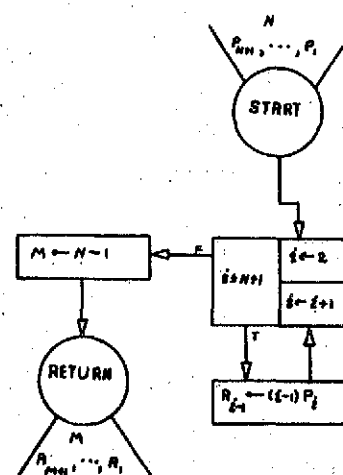 N
P_{N+1}, ..., P_1
START
i ← 2
i ≤ N+1
i ← i+1
F
M ← N-1
T
R_{i-1} ← (i-1) P_i
RETURN
M
R_{M+1}, ..., R_1